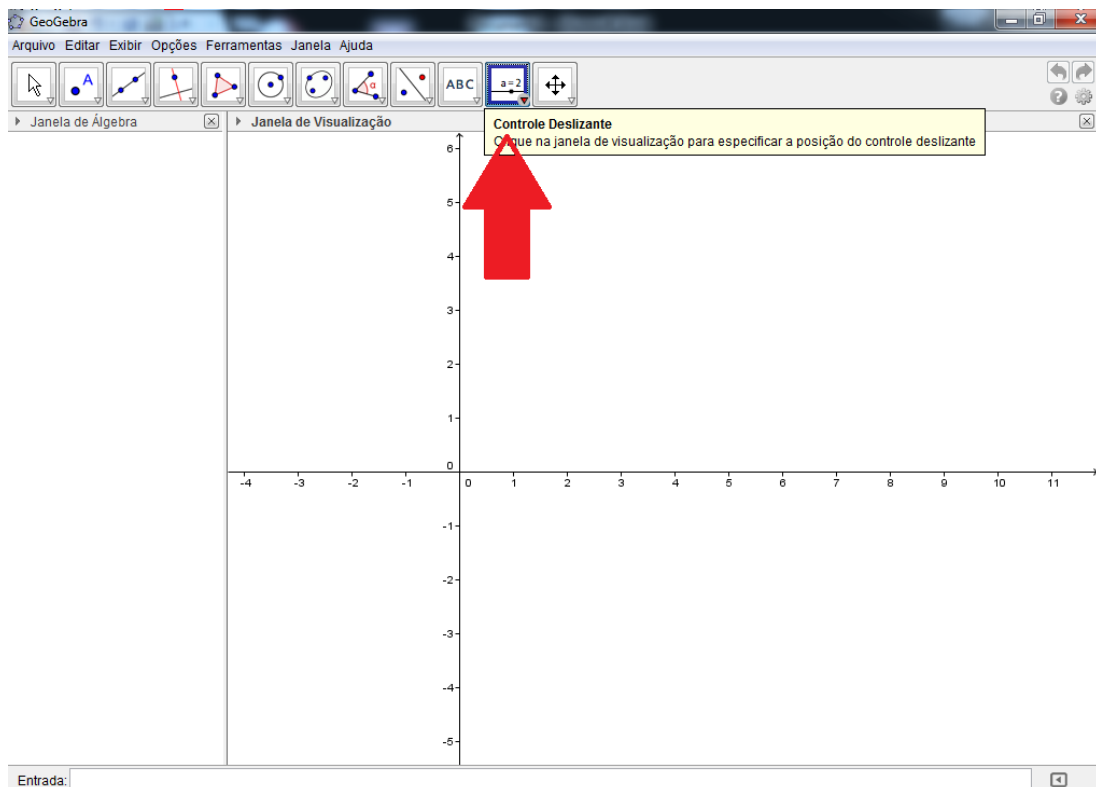 GeoGebra
Arquivo Editar Exibir Opções Ferramentas Janela Ajuda
A
α
ABC
a=2
Janela de Álgebra
Janela de Visualização
Controle Deslizante
na janela de visualização para especificar a posição do controle deslizante
6
5
4
3
2
1
0
-4 -3 -2 -1 0 1 2 3 4 5 6 7 8 9 10 11
-1
-2
-3
-4
-5
Entrada: